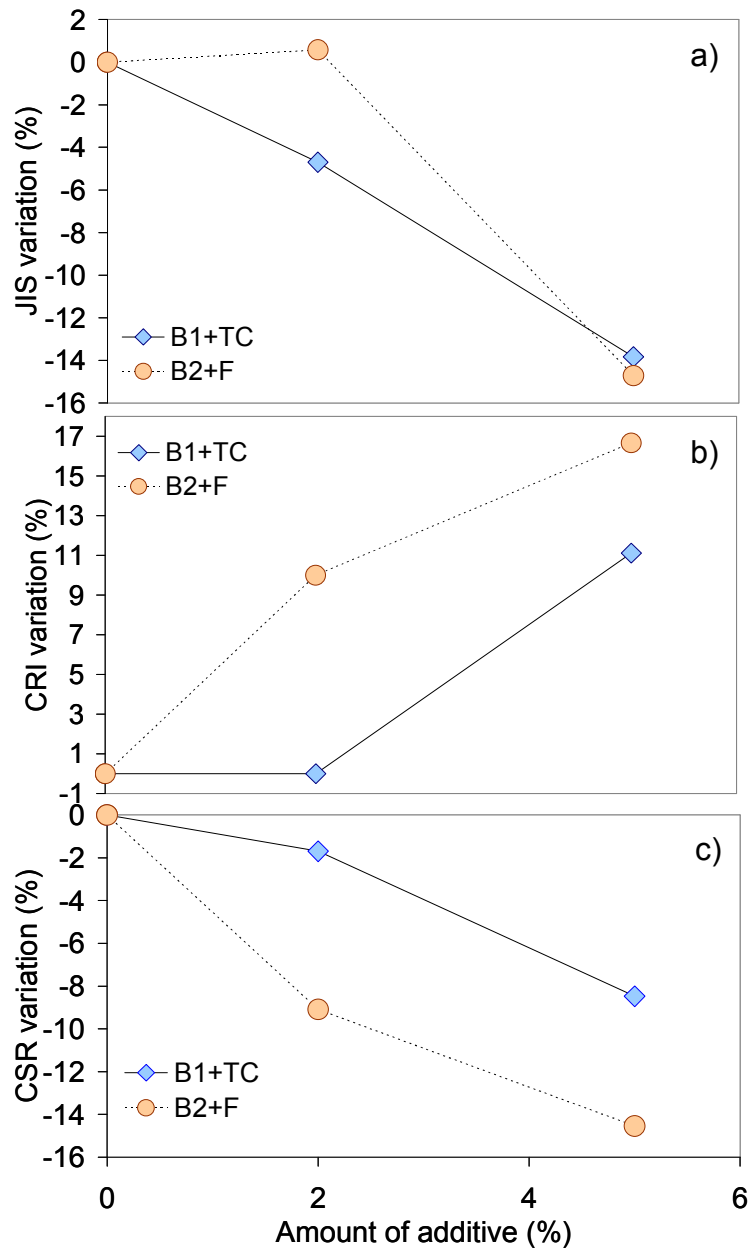 a)
JIS variation (%)
2
0
-2
-4
-6
-8
-10
-12
-14
-16
B1+TC
B2+F
b)
CRI variation (%)
17
15
13
11
9
7
5
3
1
-1
B1+TC
B2+F
c)
CSR variation (%)
0
-2
-4
-6
-8
-10
-12
-14
-16
B1+TC
B2+F
0 2 4 6
Amount of additive (%)